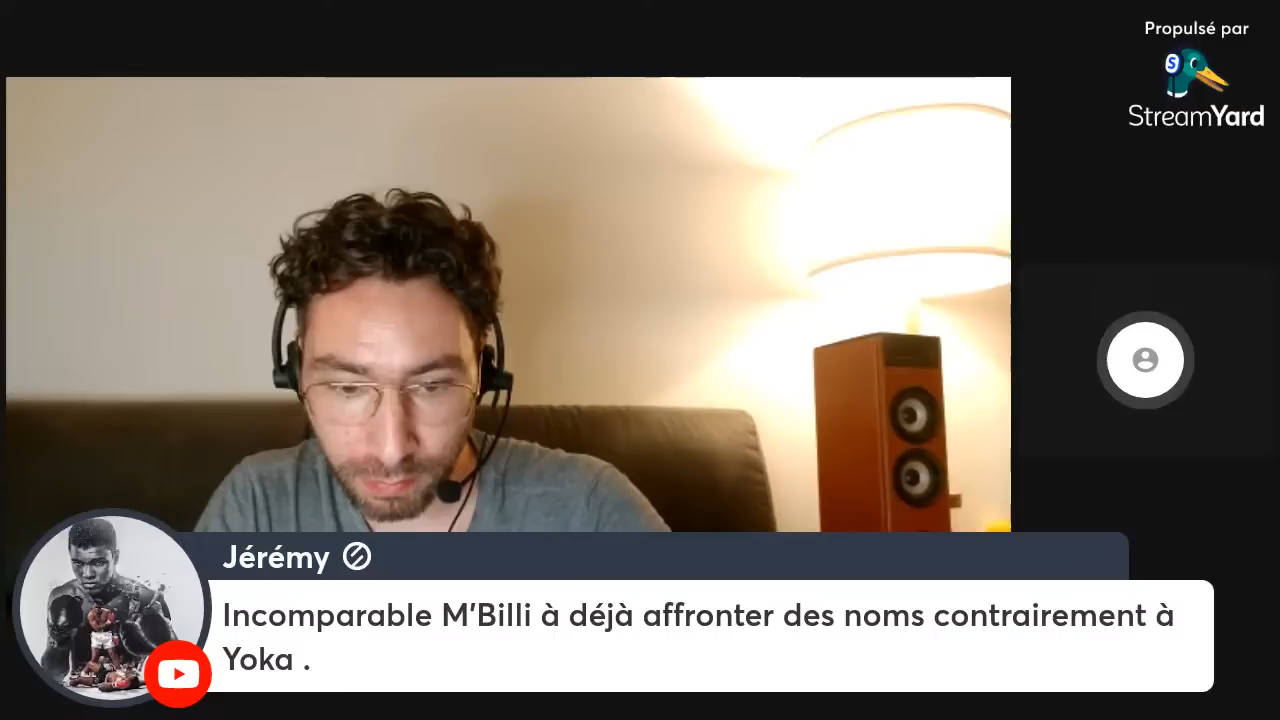 Propulsé par
StreamYard
Jérémy
Incomparable M'Billi à déjà affronter des noms contrairement à
Yoka .